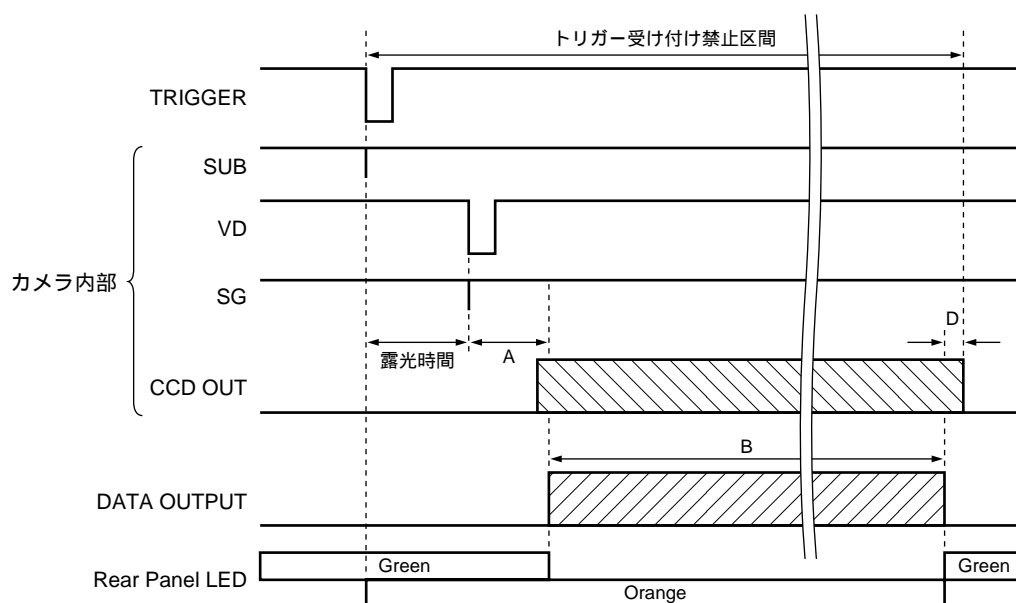 トリガー受け付け禁止区間
TRIGGER
SUB
VD
カメラ内部
SG
D
露光時間
A
CCD OUT
B
DATA OUTPUT
Green
Green
Rear Panel LED
Orange